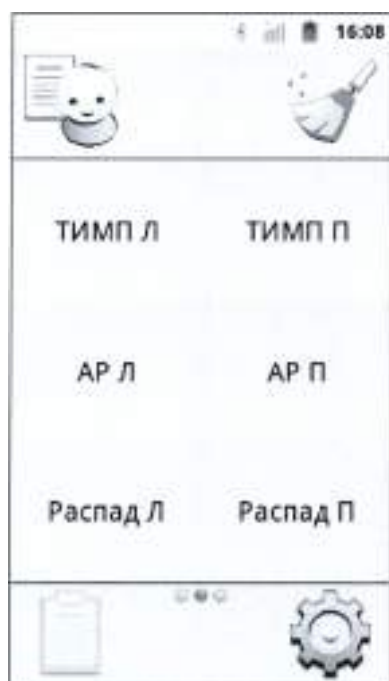 16:08
ТИМП Л ТИМП П
АР Л АР П
Распад Л Распад П